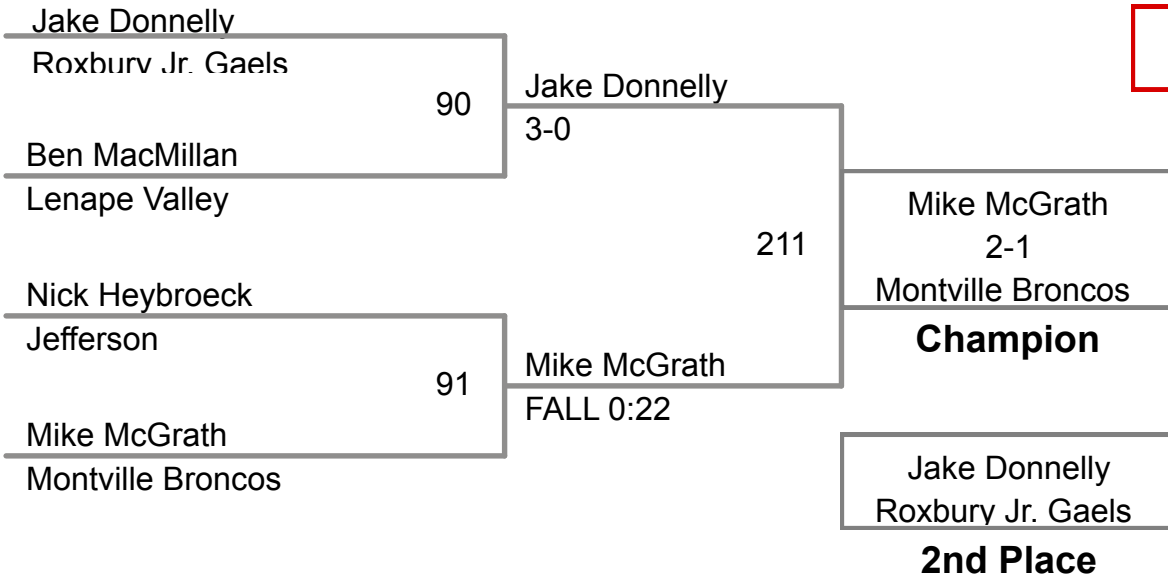 Jake Donnelly
Roxbury Jr. Gaels
90
Ben MacMillan
Lenape Valley
Jake Donnelly
3-0
Nick Heybroeck
Jefferson
91
Mike McGrath
Montville Broncos
Mike McGrath
FALL 0:22
211
Mike McGrath
2-1
Montville Broncos
Champion
Jake Donnelly
Roxbury Jr. Gaels
2nd Place